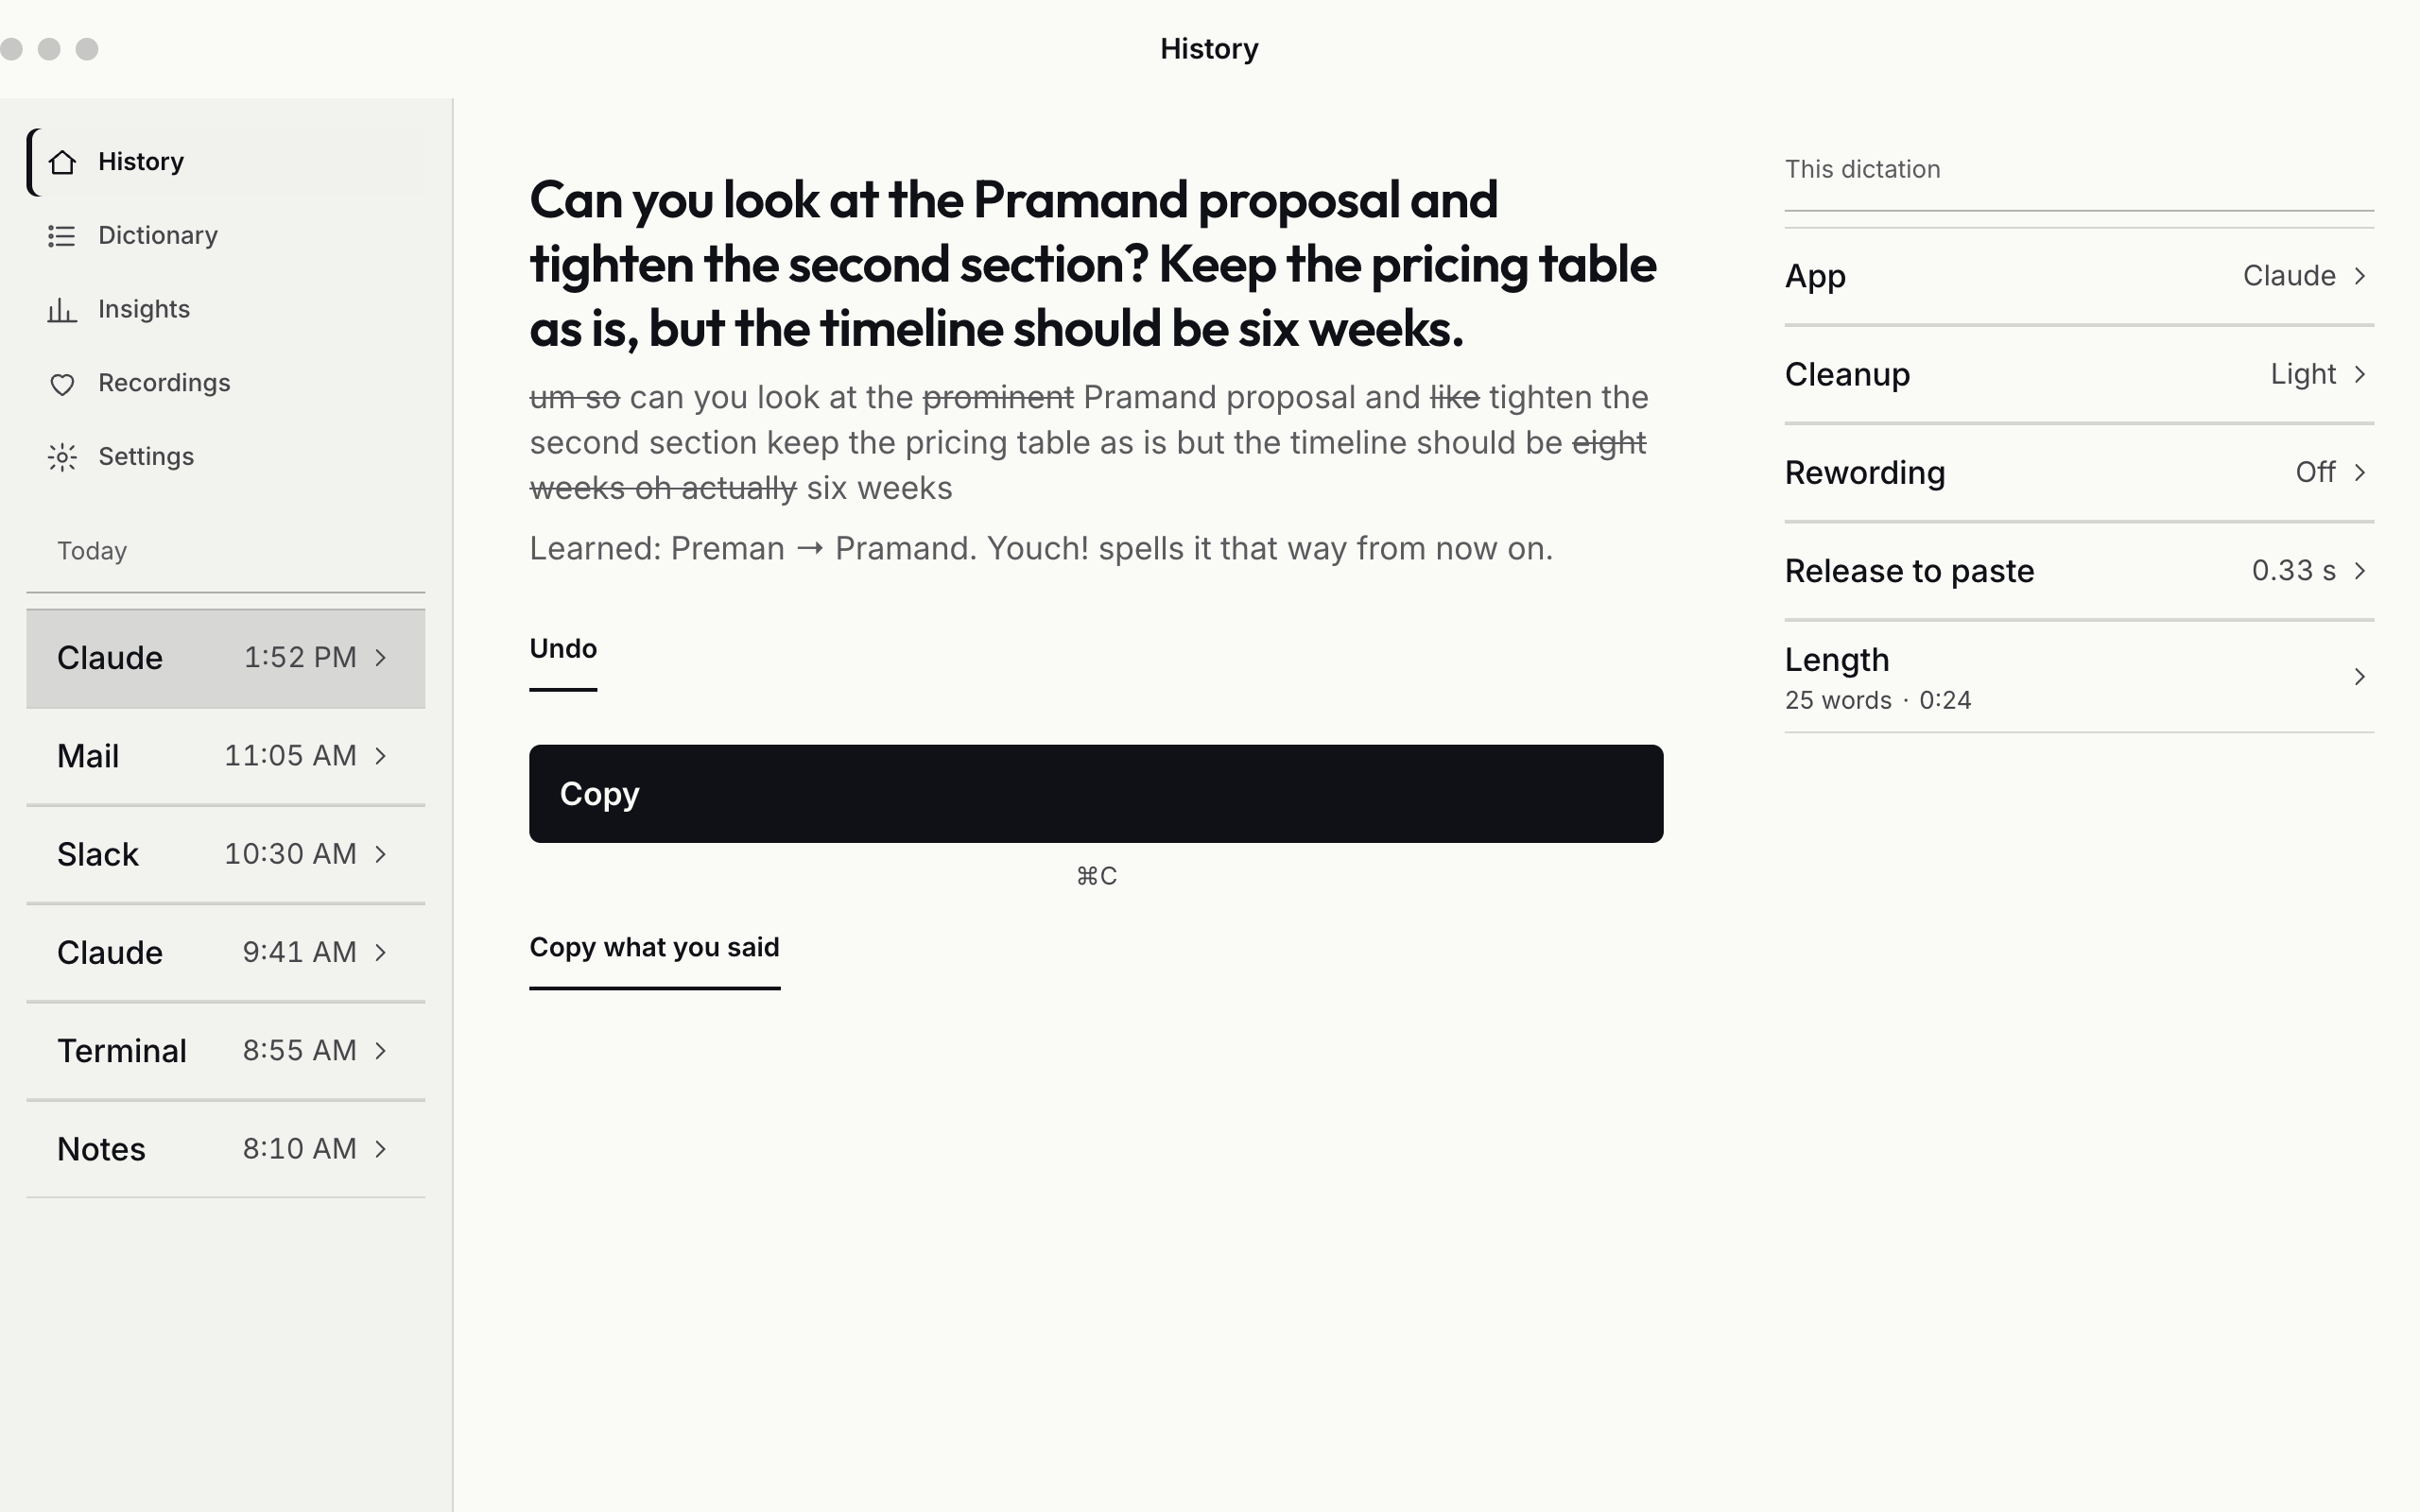 History
History
Dictionary
Insights
Recordings
Settings
Today
Claude 1:52 PM
Mail 11:05 AM
Slack 10:30 AM
Claude 9:41 AM
Terminal 8:55 AM
Notes 8:10 AM
Can you look at the Pramand proposal and
tighten the second section? Keep the pricing table
as is, but the timeline should be six weeks.
um so can you look at the prominent Pramand proposal and like tighten the
second section keep the pricing table as is but the timeline should be eight
weeks oh actually six weeks
Learned: Preman → Pramand. Youch! spells it that way from now on.
Undo
Copy
⌘C
Copy what you said
This dictation
App Claude
Cleanup Light
Rewording Off
Release to paste 0.33 s
Length
25 words · 0:24